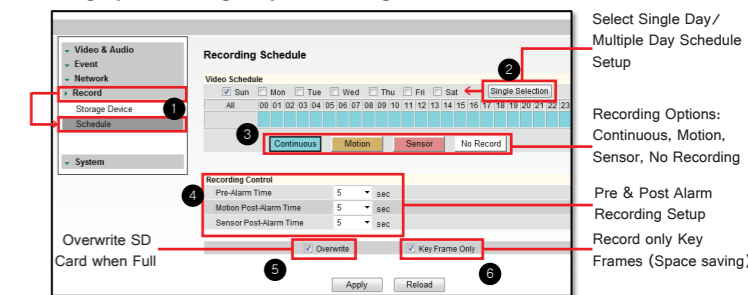 Select Single Day/
Multiple Day Schedule
Setup
Video & Audio
Event
Network
Record
Storage Device
Schedule
System
1
Recording Schedule
Video Schedule
2
Sun Mon Tue Wed Thu Fri Sat Single Selection
All 00 01 02 03 04 05 06 07 08 09 10 11 12 13 14 15 16 17 18 19 20 21 22 23
3
Continuous Motion Sensor No Record
Recording Options:
Continuous, Motion,
Sensor, No Recording
Recording Control
4
Pre-Alarm Time 5 sec
Motion Post-Alarm Time 5 sec
Sensor Post-Alarm Time 5 sec
Pre & Post Alarm
Recording Setup
Overwrite SD
Card when Full
Overwrite Key Frame Only
5
6
Record only Key
Frames (Space saving)
Apply Reload